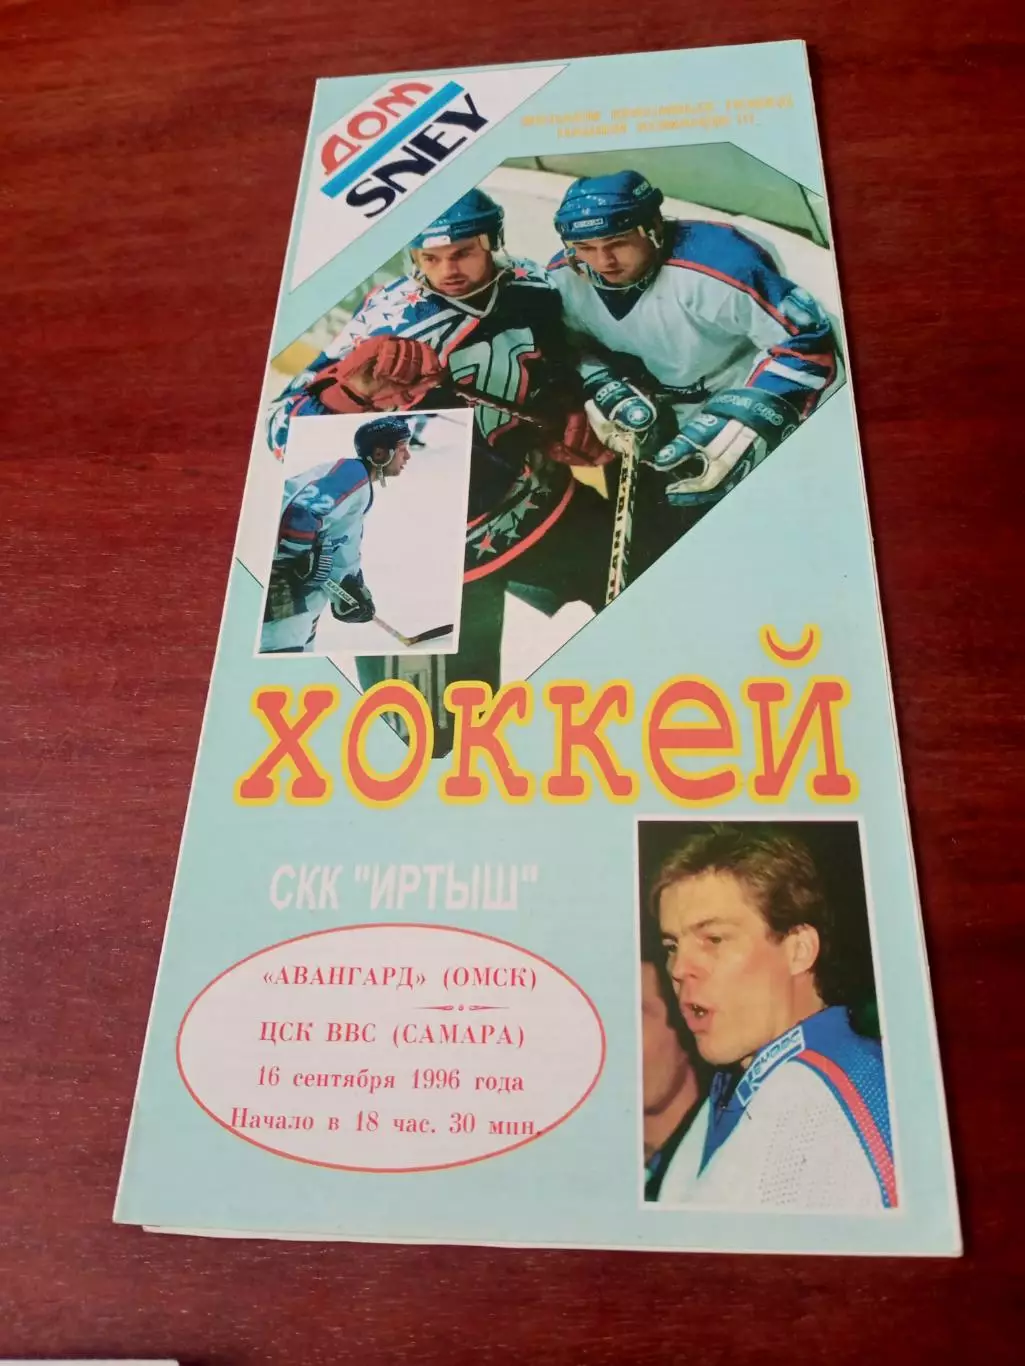 ДОМ
SNEY
22
хоккей
СКК "ИРТЫШ"
«АВАНГАРД» (ОМСК)
ЦСК ВВС (САМАРА)
16 сентября 1996 года
Начало в 18 час. 30 мин.